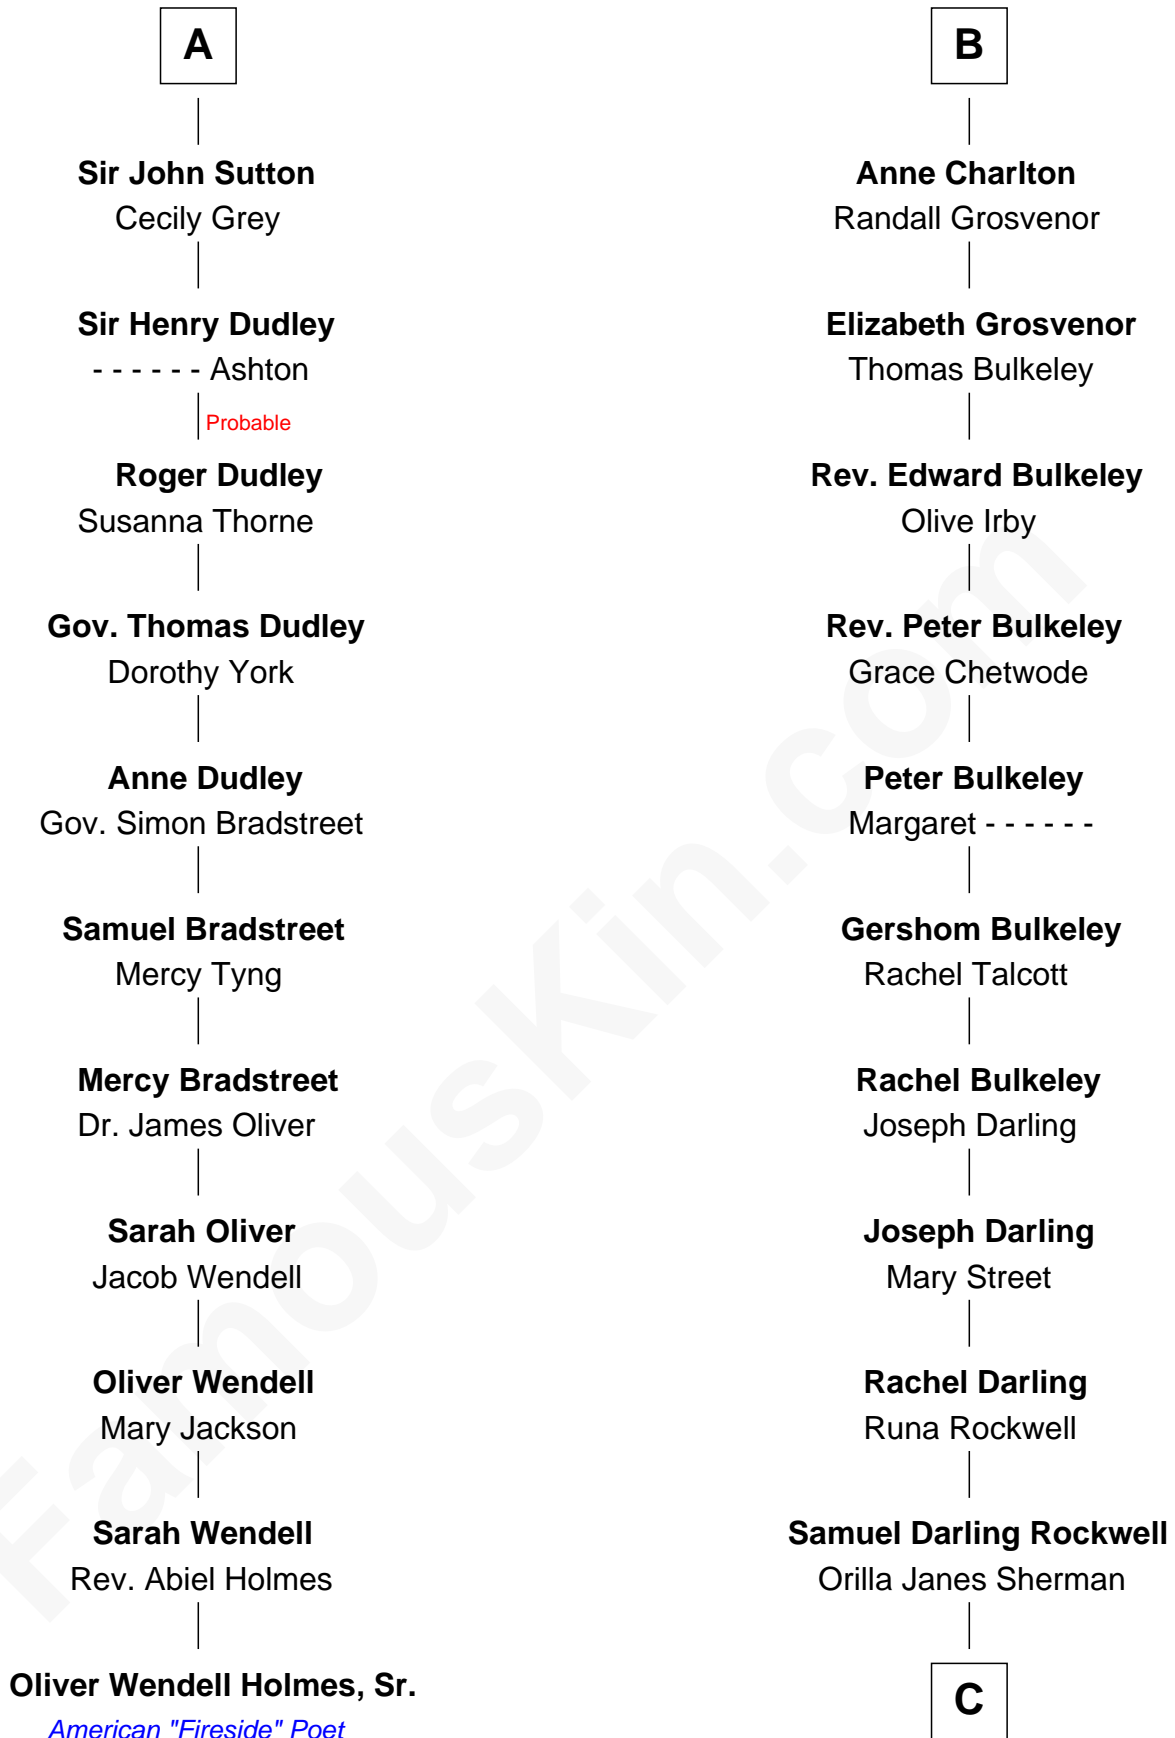 A
Sir John Sutton
Cecily Grey
Sir Henry Dudley
- - - - - - Ashton
Probable
Roger Dudley
Susanna Thorne
Gov. Thomas Dudley
Dorothy York
Anne Dudley
Gov. Simon Bradstreet
Samuel Bradstreet
Mercy Tyng
Mercy Bradstreet
Dr. James Oliver
Sarah Oliver
Jacob Wendell
Oliver Wendell
Mary Jackson
Sarah Wendell
Rev. Abiel Holmes
Oliver Wendell Holmes, Sr.
American "Fireside" Poet
B
Anne Charlton
Randall Grosvenor
Elizabeth Grosvenor
Thomas Bulkeley
Rev. Edward Bulkeley
Olive Irby
Rev. Peter Bulkeley
Grace Chetwode
Peter Bulkeley
Margaret - - - - - -
Gershom Bulkeley
Rachel Talcott
Rachel Bulkeley
Joseph Darling
Joseph Darling
Mary Street
Rachel Darling
Runa Rockwell
Samuel Darling Rockwell
Orilla Janes Sherman
C
FamousKin.com